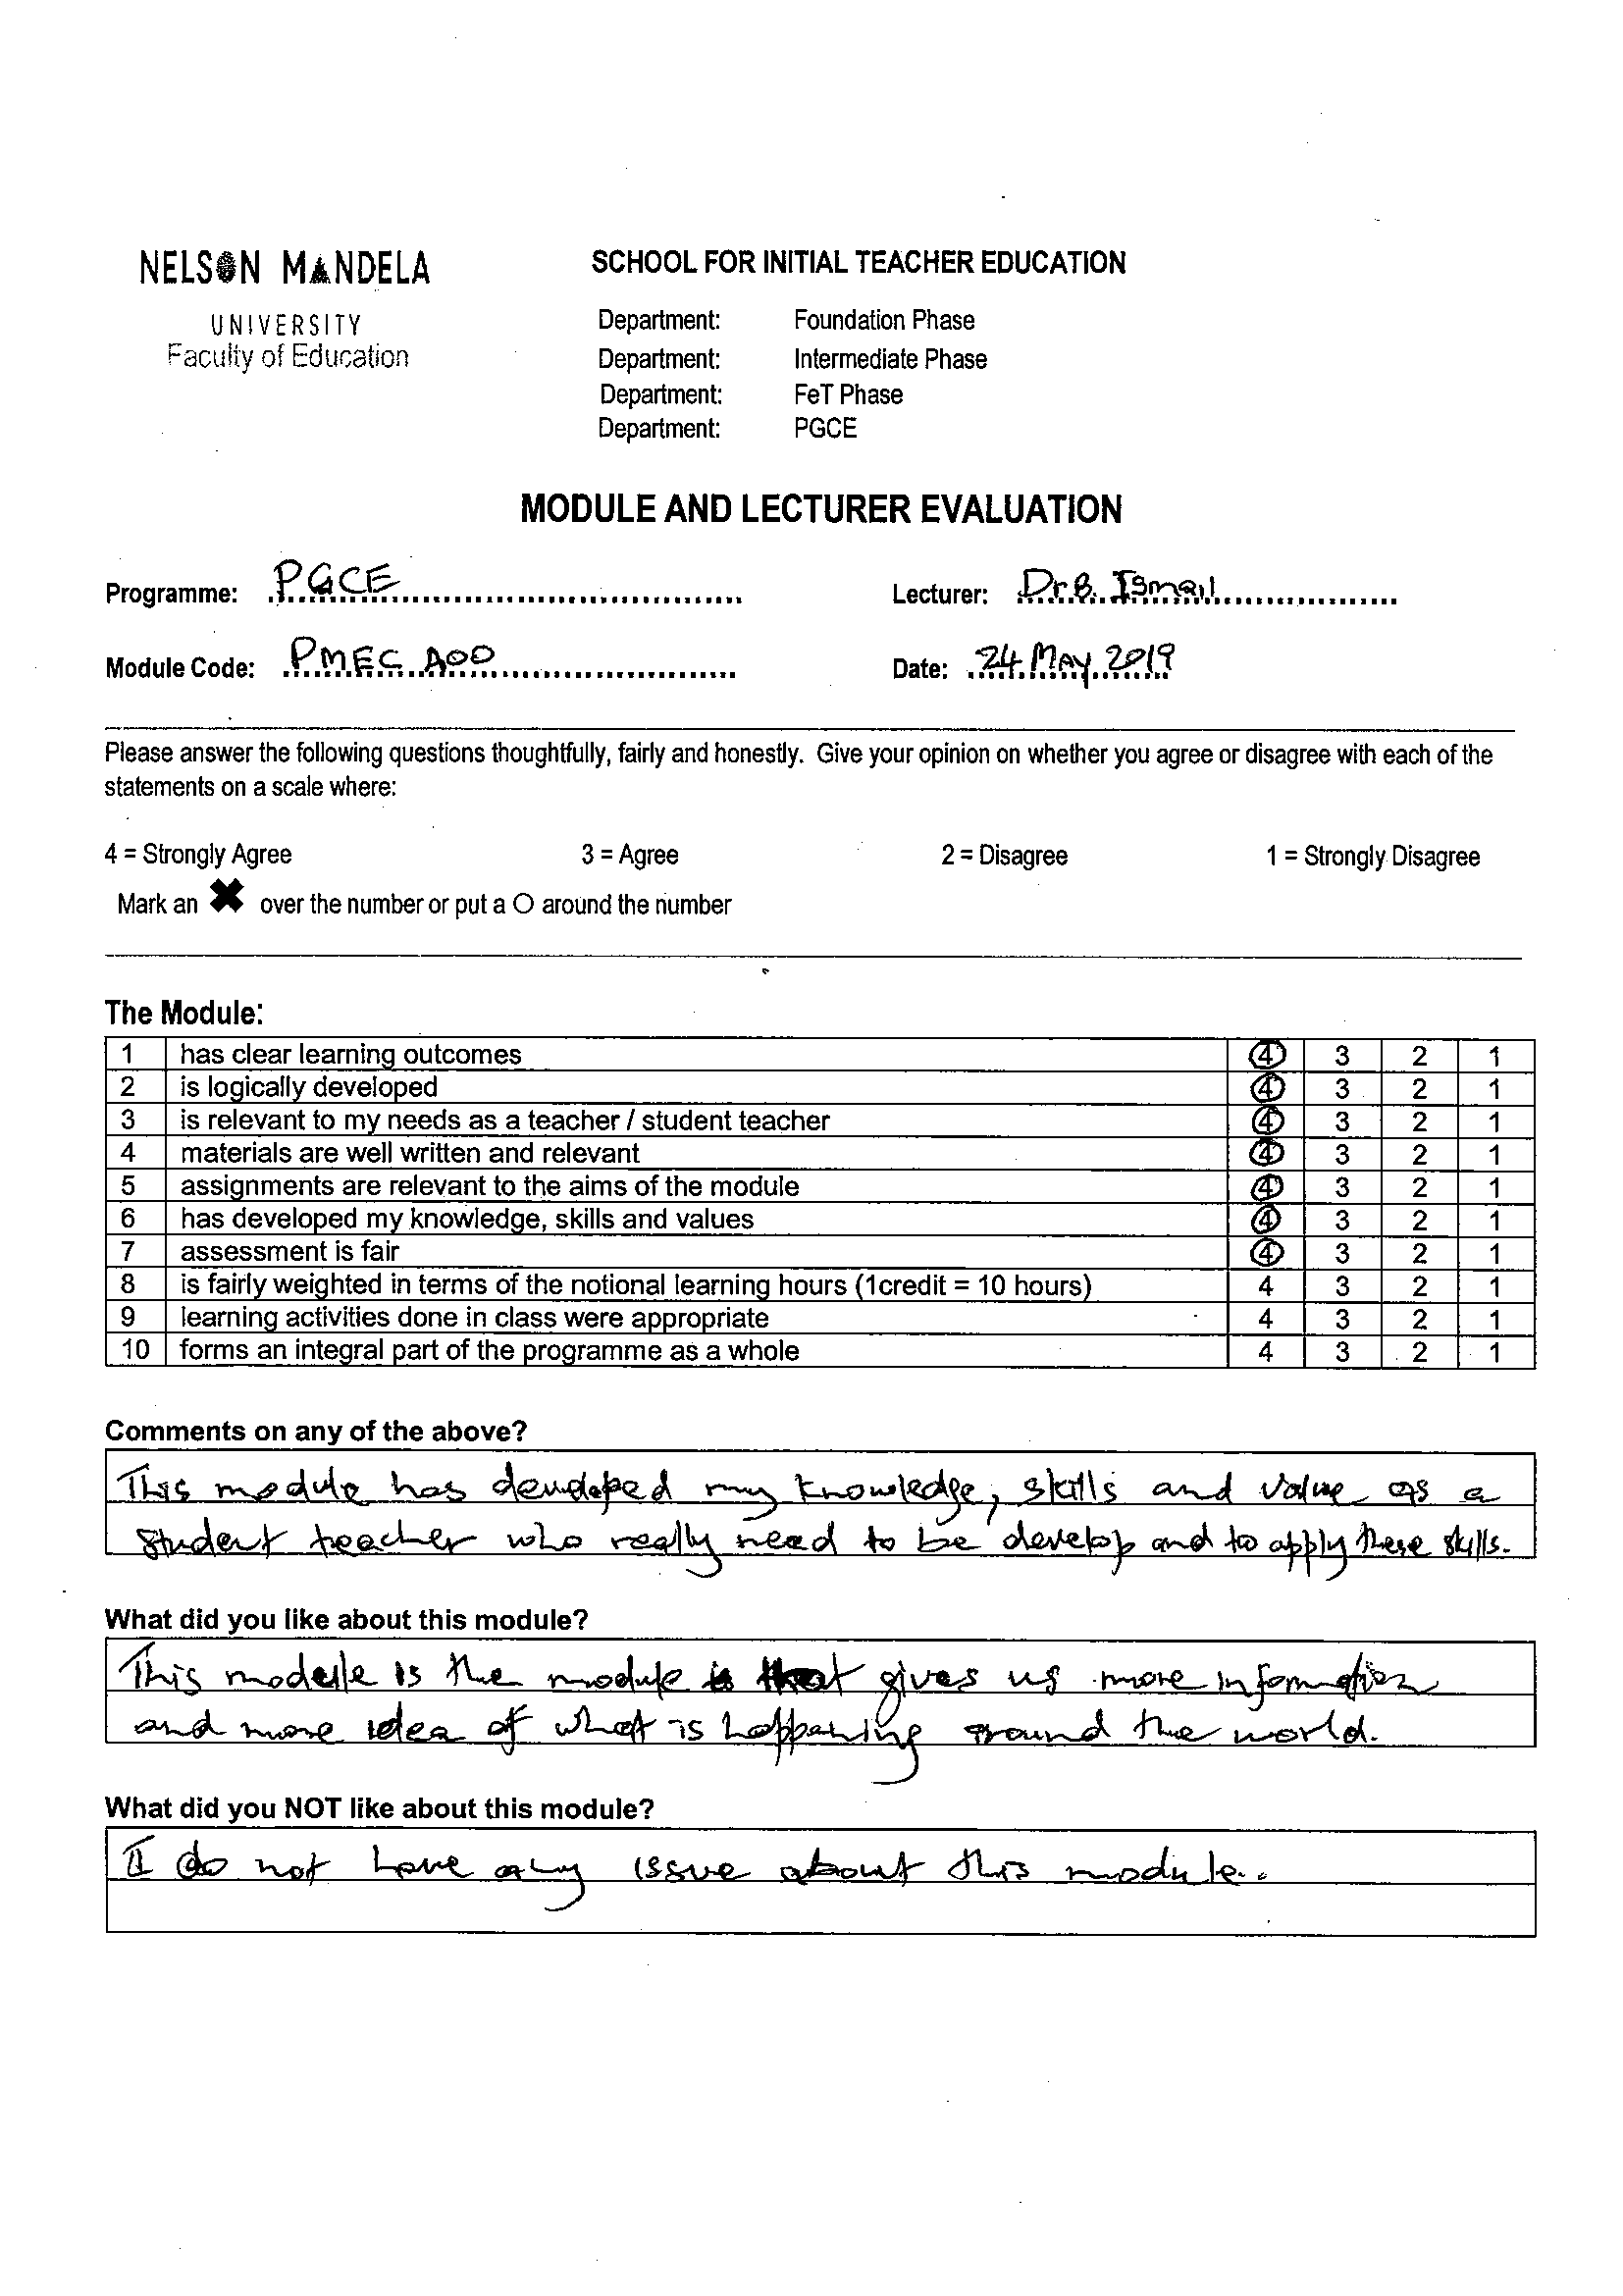 NELSON MANDELA
UNIVERSITY
Faculty of Education
SCHOOL FOR INITIAL TEACHER EDUCATION
Department: Foundation Phase
Department: Intermediate Phase
Department: FeT Phase
Department: PGCE
MODULE AND LECTURER EVALUATION
Programme: PGCE
Lecturer: Dr B. Ismail
Module Code: PMEC A00
Date: 24 May 2019
Please answer the following questions thoughtfully, fairly and honestly. Give your opinion on whether you agree or disagree with each of the
statements on a scale where:
4 = Strongly Agree 3 = Agree 2 = Disagree 1 = Strongly Disagree
Mark an ✖ over the number or put a O around the number
The Module:
1 has clear learning outcomes 4 3 2 1
2 is logically developed 4 3 2 1
3 is relevant to my needs as a teacher / student teacher 4 3 2 1
4 materials are well written and relevant 4 3 2 1
5 assignments are relevant to the aims of the module 4 3 2 1
6 has developed my knowledge, skills and values 4 3 2 1
7 assessment is fair 4 3 2 1
8 is fairly weighted in terms of the notional learning hours (1credit = 10 hours) 4 3 2 1
9 learning activities done in class were appropriate 4 3 2 1
10 forms an integral part of the programme as a whole 4 3 2 1
Comments on any of the above?
This module has developed my knowledge, skills and value as a
student teacher who really need to be develop and to apply these skills.
What did you like about this module?
This module is the module that gives us more information
and more idea of what is happening around the world.
What did you NOT like about this module?
I do not have any issue about this module.